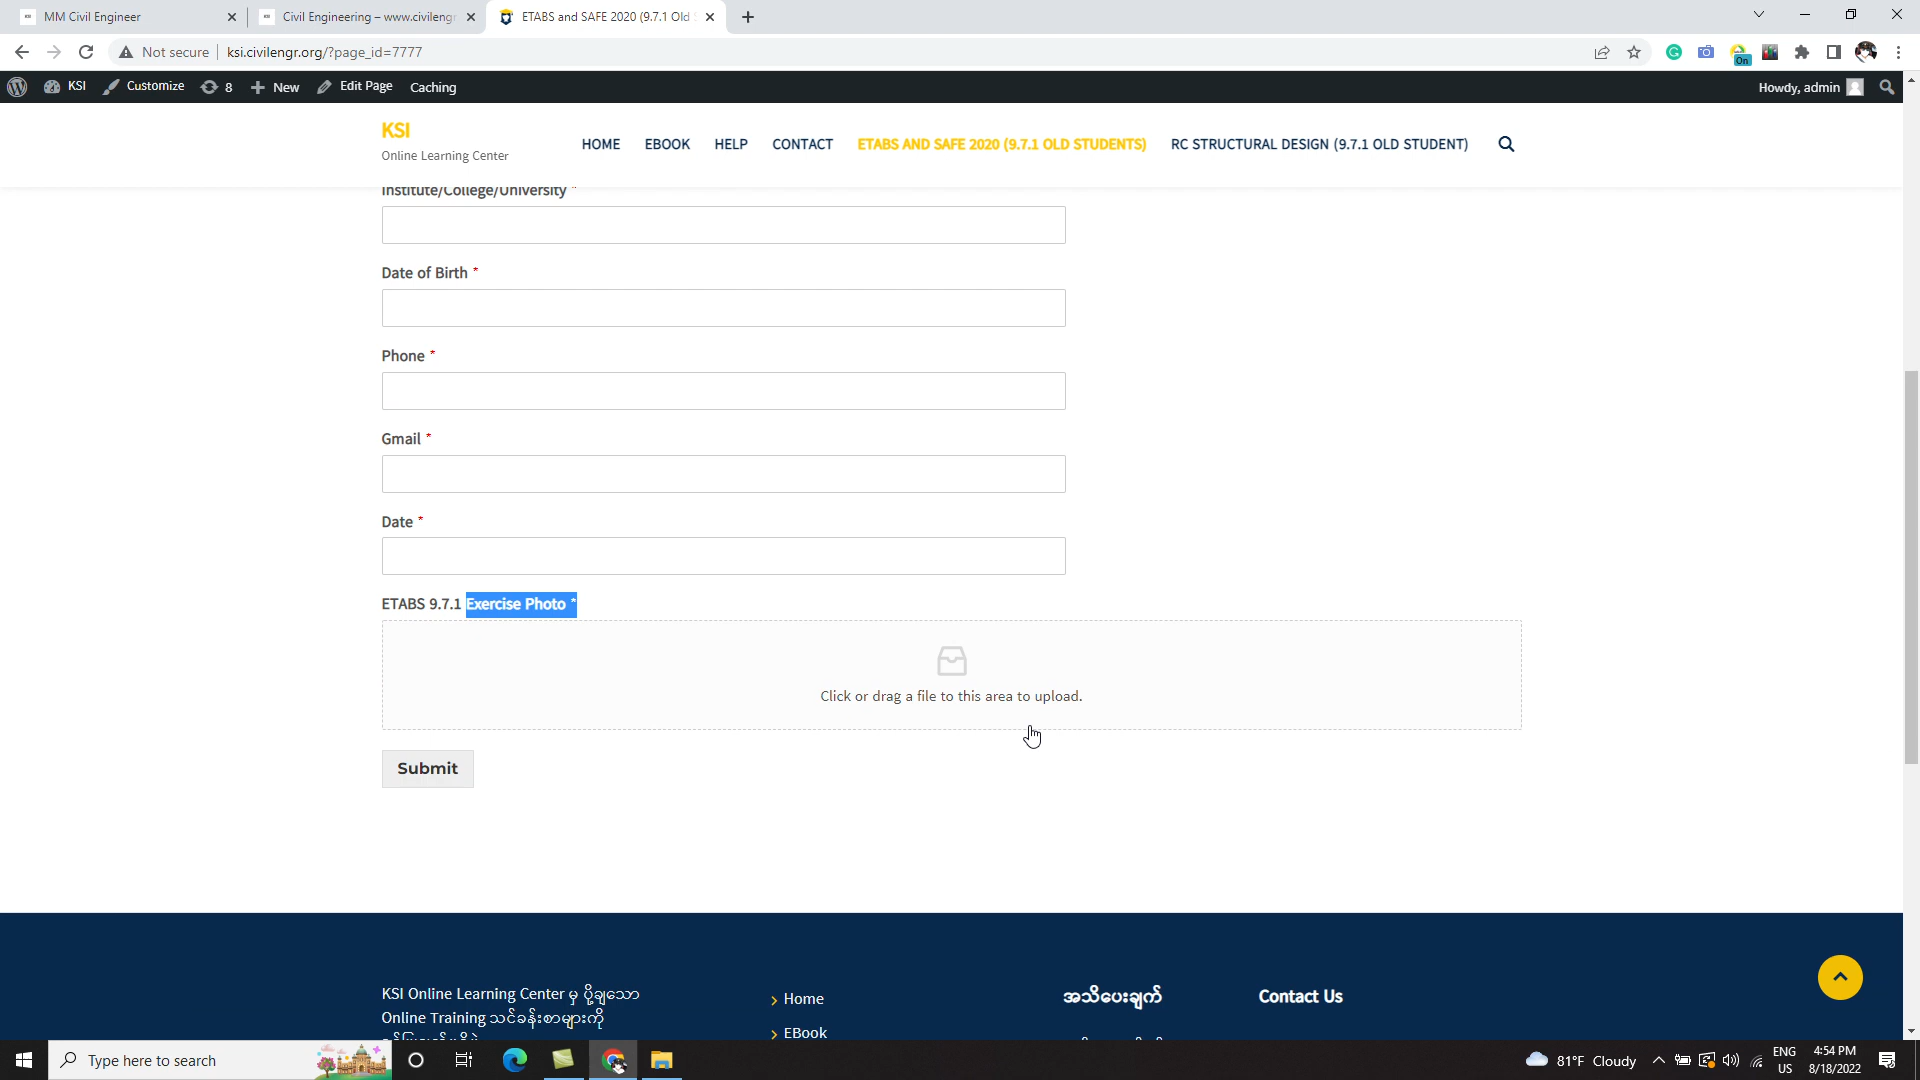 MM Civil Engineer
Civil Engineering – www.civilengr
ETABS and SAFE 2020 (9.7.1 Old S
Not secure
ksi.civilengr.org/?page_id=7777
On
KSI
Customize
8
New
Edit Page
Caching
Howdy, admin
KSI
Online Learning Center
HOME
EBOOK
HELP
CONTACT
ETABS AND SAFE 2020 (9.7.1 OLD STUDENTS)
RC STRUCTURAL DESIGN (9.7.1 OLD STUDENT)
Institute/College/University *
Date of Birth *
Phone *
Gmail *
Date *
ETABS 9.7.1 Exercise Photo *
Click or drag a file to this area to upload.
Submit
KSI Online Learning Center မှ ပို့ချသော
Online Training သင်ခန်းစာများကို
Home
EBook
အသိပေးချက်
Contact Us
Type here to search
81°F Cloudy
ENG
US
4:54 PM
8/18/2022